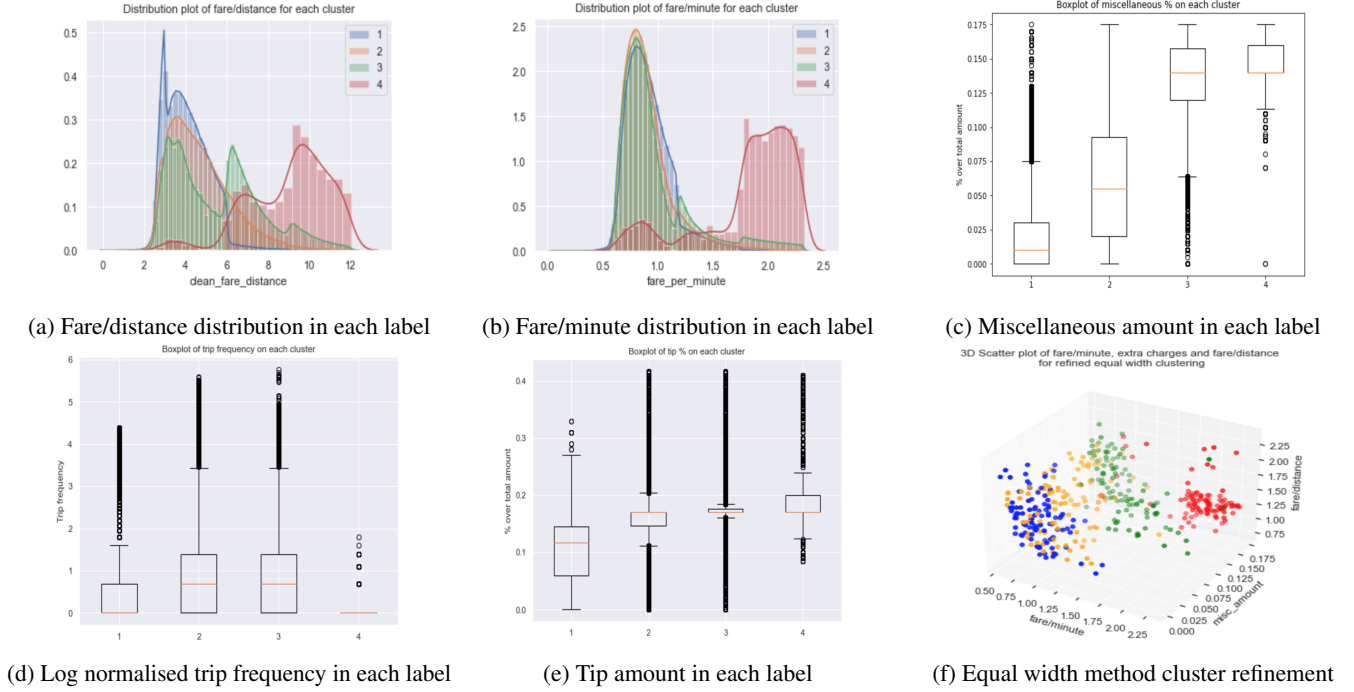 Distribution plot of fare/distance for each cluster
0.5
0.4
0.3
0.2
0.1
0.0
1
2
3
4
0 2 4 6 8 10 12
clean_fare_distance
(a) Fare/distance distribution in each label
Distribution plot of fare/minute for each cluster
2.5
2.0
1.5
1.0
0.5
0.0
1
2
3
4
0.0 0.5 1.0 1.5 2.0 2.5
fare_per_minute
(b) Fare/minute distribution in each label
Boxplot of miscellaneous % on each cluster
% over total amount
0.175
0.150
0.125
0.100
0.075
0.050
0.025
0.000
1 2 3 4
(c) Miscellaneous amount in each label
Boxplot of trip frequency on each cluster
Trip frequency
6
5
4
3
2
1
0
1 2 3 4
(d) Log normalised trip frequency in each label
Boxplot of tip % on each cluster
% over total amount
0.4
0.3
0.2
0.1
0.0
1 2 3 4
(e) Tip amount in each label
3D Scatter plot of fare/minute, extra charges and fare/distance
for refined equal width clustering
2.25
2.00
1.75
1.50
1.25
1.00
0.75
fare/distance
0.175
0.150
0.125
0.100
0.075
0.050
0.025
0.000
misc_amount
0.50 0.75 1.00 1.25 1.50 1.75 2.00 2.25
fare/minute
(f) Equal width method cluster refinement